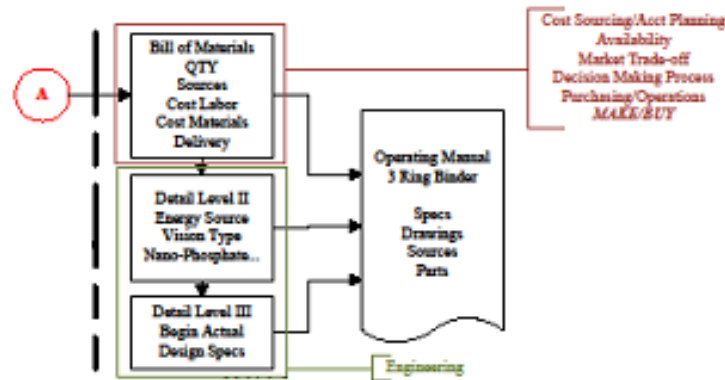 A
Bill of Materials
QTY
Sources
Cost Labor
Cost Materials
Delivery
Cost Sourcing/Acct Planning
Availability
Market Trade-off
Decision Making Process
Purchasing/Operations
MAKE/BUY
Operating Manual
3 Ring Binder
Specs
Drawings
Sources
Parts
Detail Level II
Energy Source
Vision Type
Nano-Phosphate...
Detail Level III
Begin Actual
Design Specs
Engineering